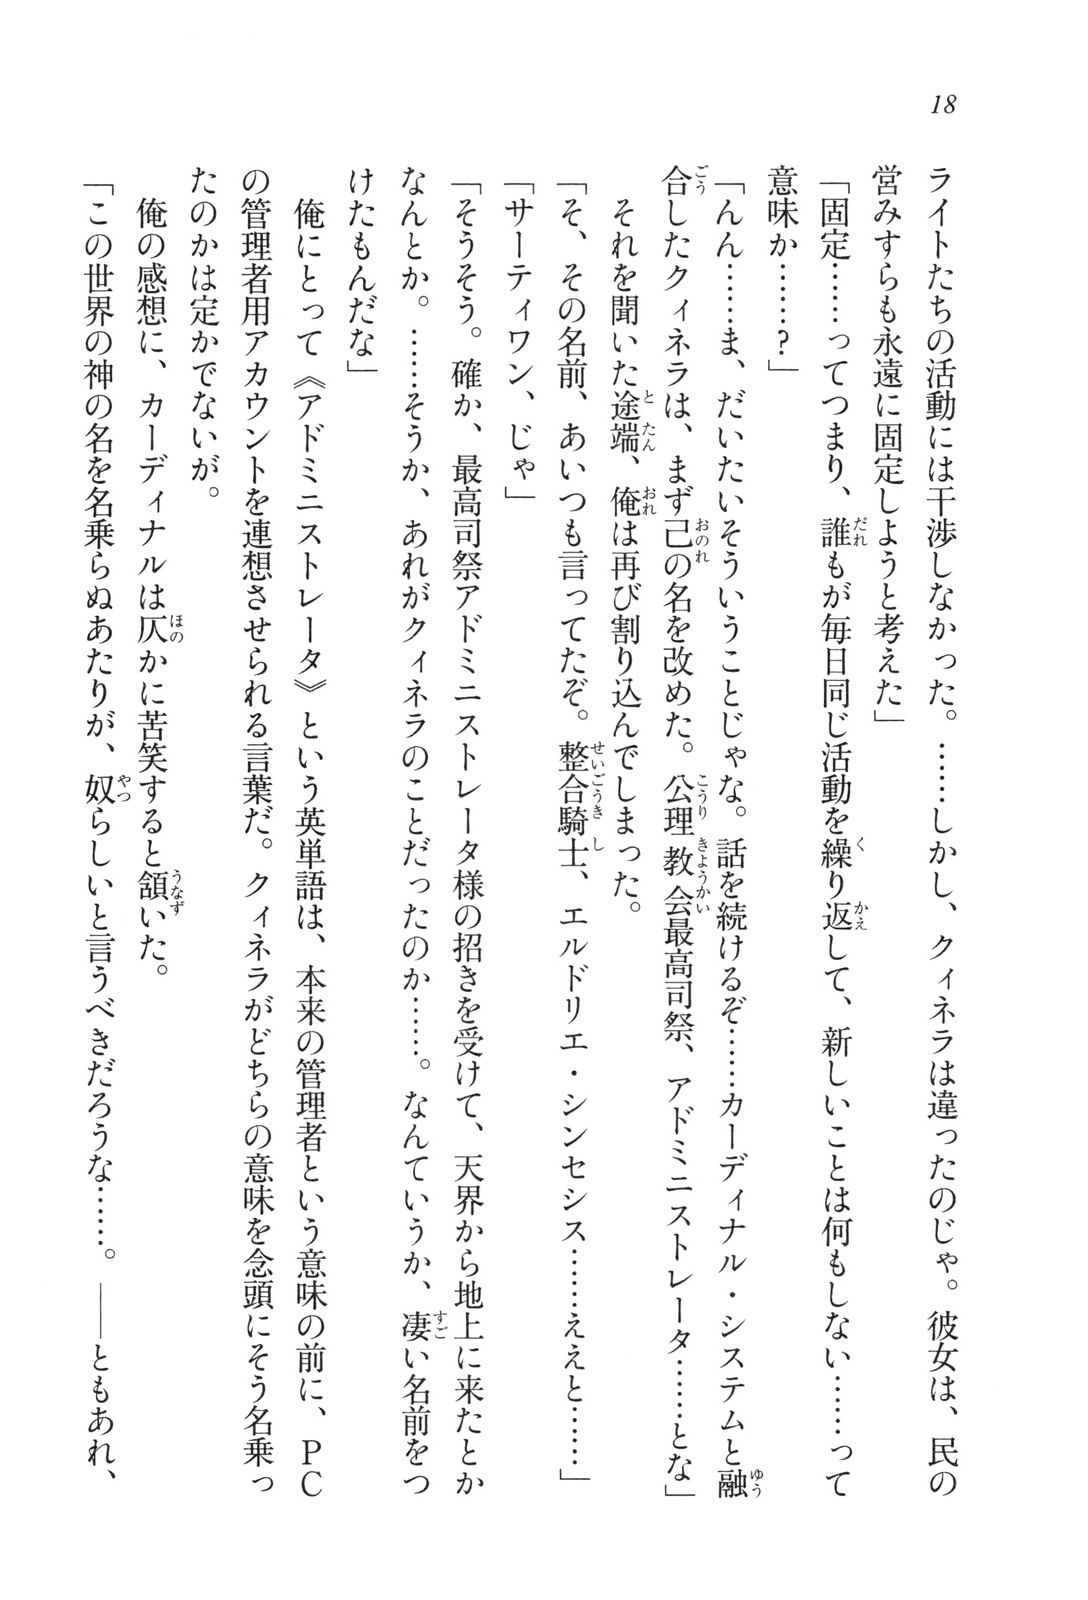 18
ライトたちの活動には干渉しなかった。……しかし、クィネラは違ったのじゃ。彼女は、民の
営みすらも永遠に固定しようと考えた」
「固定……ってつまり、誰もが毎日同じ活動を繰り返して、新しいことは何もしない……って
意味か……?」
「んん……ま、だいたいそういうことじゃな。話を続けるぞ……カーディナル・システムと融
合したクィネラは、まず己の名を改めた。公理教会最高司祭、アドミニストレータ……とな」
それを聞いた途端、俺は再び割り込んでしまった。
「そ、その名前、あいつも言ってたぞ。整合騎士、エルドリエ・シンセシス……ええと……」
「サーティワン、じゃ」
「そうそう。確か、最高司祭アドミニストレータ様の招きを受けて、天界から地上に来たとか
なんとか。……そうか、あれがクィネラのことだったのか……。なんていうか、凄い名前をつ
けたもんだな」
俺にとって《アドミニストレータ》という英単語は、本来の管理者という意味の前に、PC
の管理者用アカウントを連想させられる言葉だ。クィネラがどちらの意味を念頭にそう名乗っ
たのかは定かでないが。
俺の感想に、カーディナルは仄かに苦笑すると頷いた。
「この世界の神の名を名乗らぬあたりが、奴らしいと言うべきだろうな……。――ともあれ、